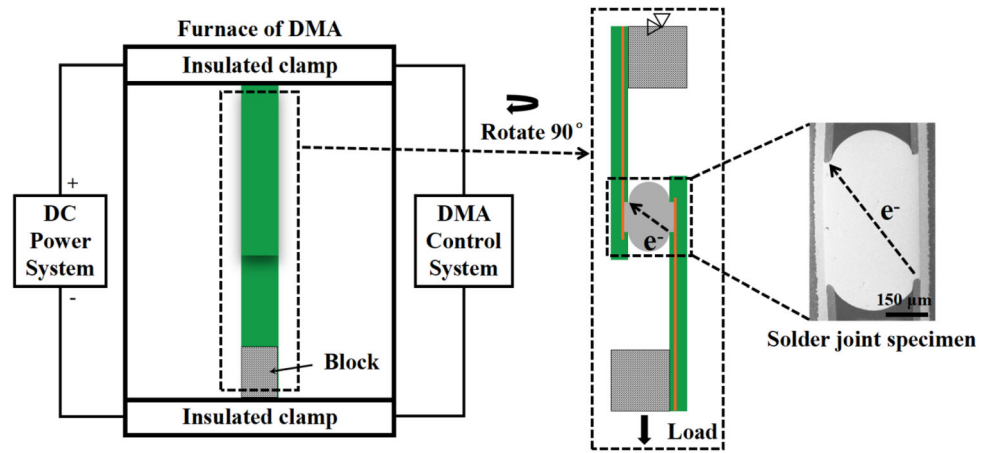 Furnace of DMA
Insulated clamp
+
DC
Power
System
-
DMA
Control
System
Block
Insulated clamp
Rotate 90°
e-
Load
e-
150 μm
Solder joint specimen